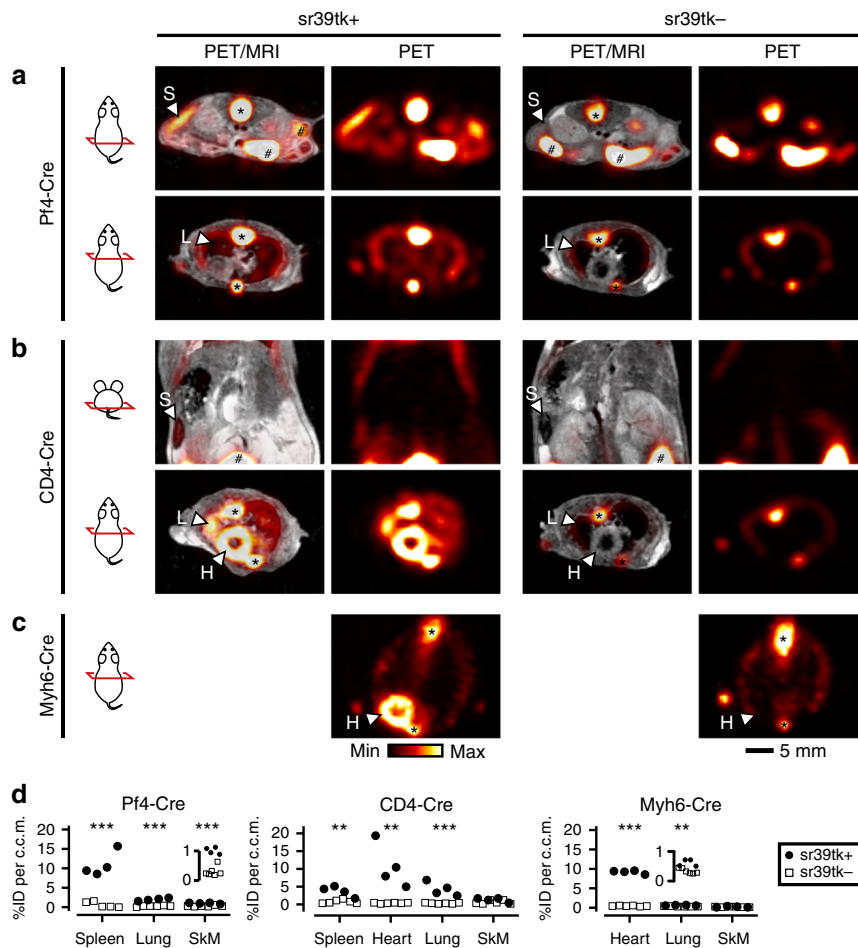 sr39tk+ sr39tk–
PET/MRI PET PET/MRI PET
a
Pf4-Cre
S * # # S * # #
L * * L * *
b
CD4-Cre
S # S #
L * H * L * H *
c
Myh6-Cre
* H * * H *
Min Max 5 mm
d
Pf4-Cre CD4-Cre Myh6-Cre
*** *** *** ** ** *** *** **
%ID per c.c.m. 20 15 10 5 0 1 0
Spleen Lung SkM
%ID per c.c.m. 20 15 10 5 0
Spleen Heart Lung SkM
%ID per c.c.m. 20 15 10 5 0 1 0
Heart Lung SkM
sr39tk+
sr39tk–